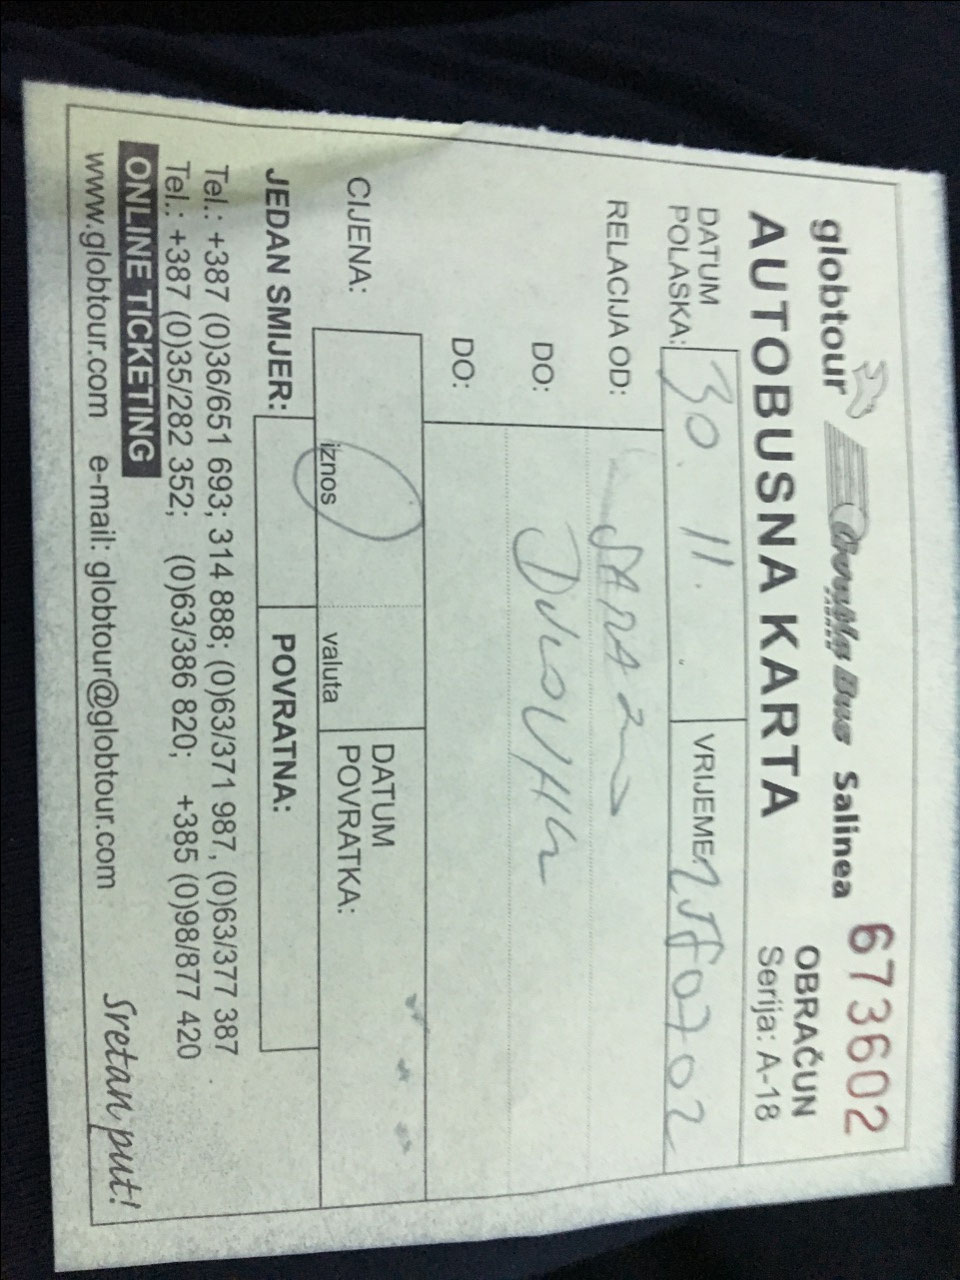 globtour Salinea 673602
AUTOBUSNA KARTA OBRAČUN
Serija: A-18
DATUM POLASKA: 30. 11. VRIJEME:
RELACIJA OD:
DO:
DO:
CIJENA: iznos valuta DATUM POVRATKA:
JEDAN SMIJER: POVRATNA:
Tel.: +387 (0)36/651 693; 314 888; (0)63/371 987, (0)63/377 387
Tel.: +387 (0)35/282 352; (0)63/386 820; +385 (0)98/877 420
ONLINE TICKETING
www.globtour.com e-mail: globtour@globtour.com Sretan put!